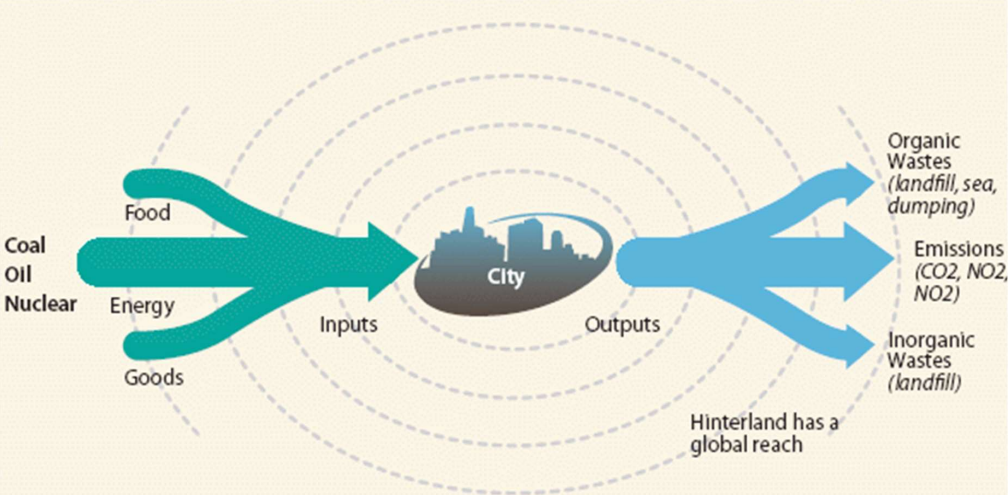 Food
Coal
Oil
Nuclear
Energy
Goods
Inputs
City
Outputs
Organic
Wastes
(landfill, sea,
dumping)
Emissions
(CO2, NO2,
NO2)
Inorganic
Wastes
(landfill)
Hinterland has a
global reach